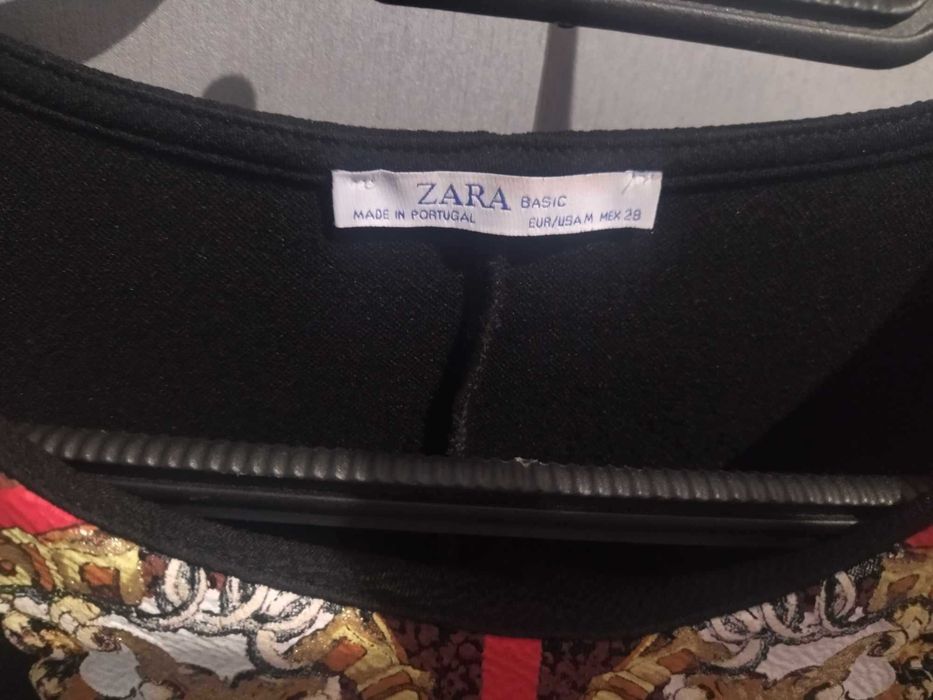 ZARA BASIC
MADE IN PORTUGAL EUR/USA M MEX 28